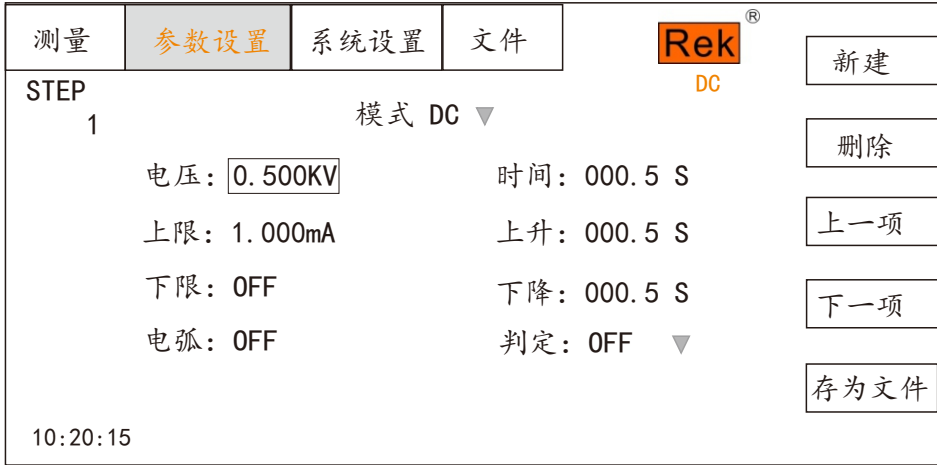 测量 参数设置 系统设置 文件 Rek ®
DC
新建
STEP
1
模式 DC ▼
删除
电压: 0.500KV 时间: 000.5 S
上限: 1.000mA 上升: 000.5 S
上一项
下限: OFF 下降: 000.5 S
下一项
电弧: OFF 判定: OFF ▼
存为文件
10:20:15